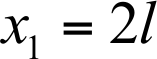 x₁ = 2l